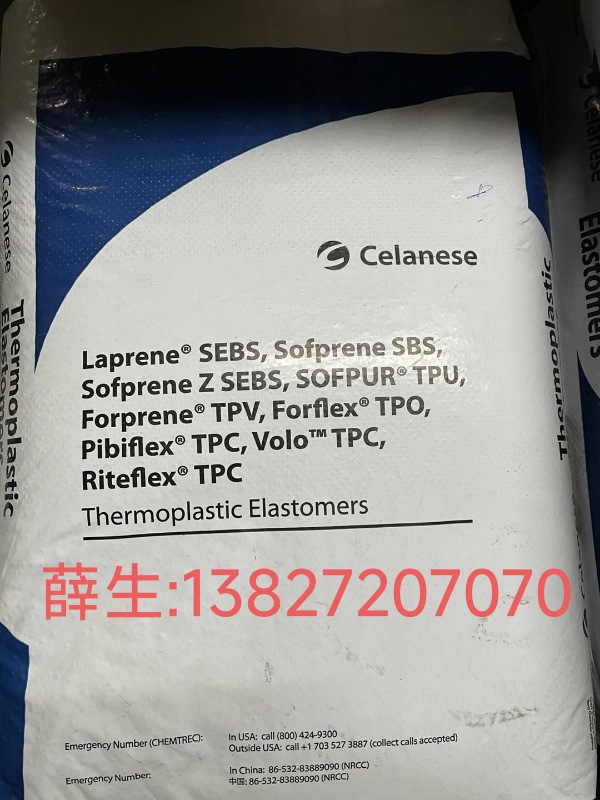 Celanese
Laprene® SEBS, Sofprene SBS,
Sofprene Z SEBS, SOFPUR® TPU,
Forprene® TPV, Forflex® TPO,
Pibiflex® TPC, Volo™ TPC,
Riteflex® TPC
Thermoplastic Elastomers
薛生:13827207070
Emergency Number (CHEMTREC):
In USA: call (800) 424-9300
Outside USA: call +1 703 527 3887 (collect calls accepted)
Emergency Number:
In China: 86-532-83889090 (NRCC)
中国: 86-532-83889090 (NRCC)
Celanese
Thermoplastic
Elastomers
Thermoplastic
Celanese
Elastomers